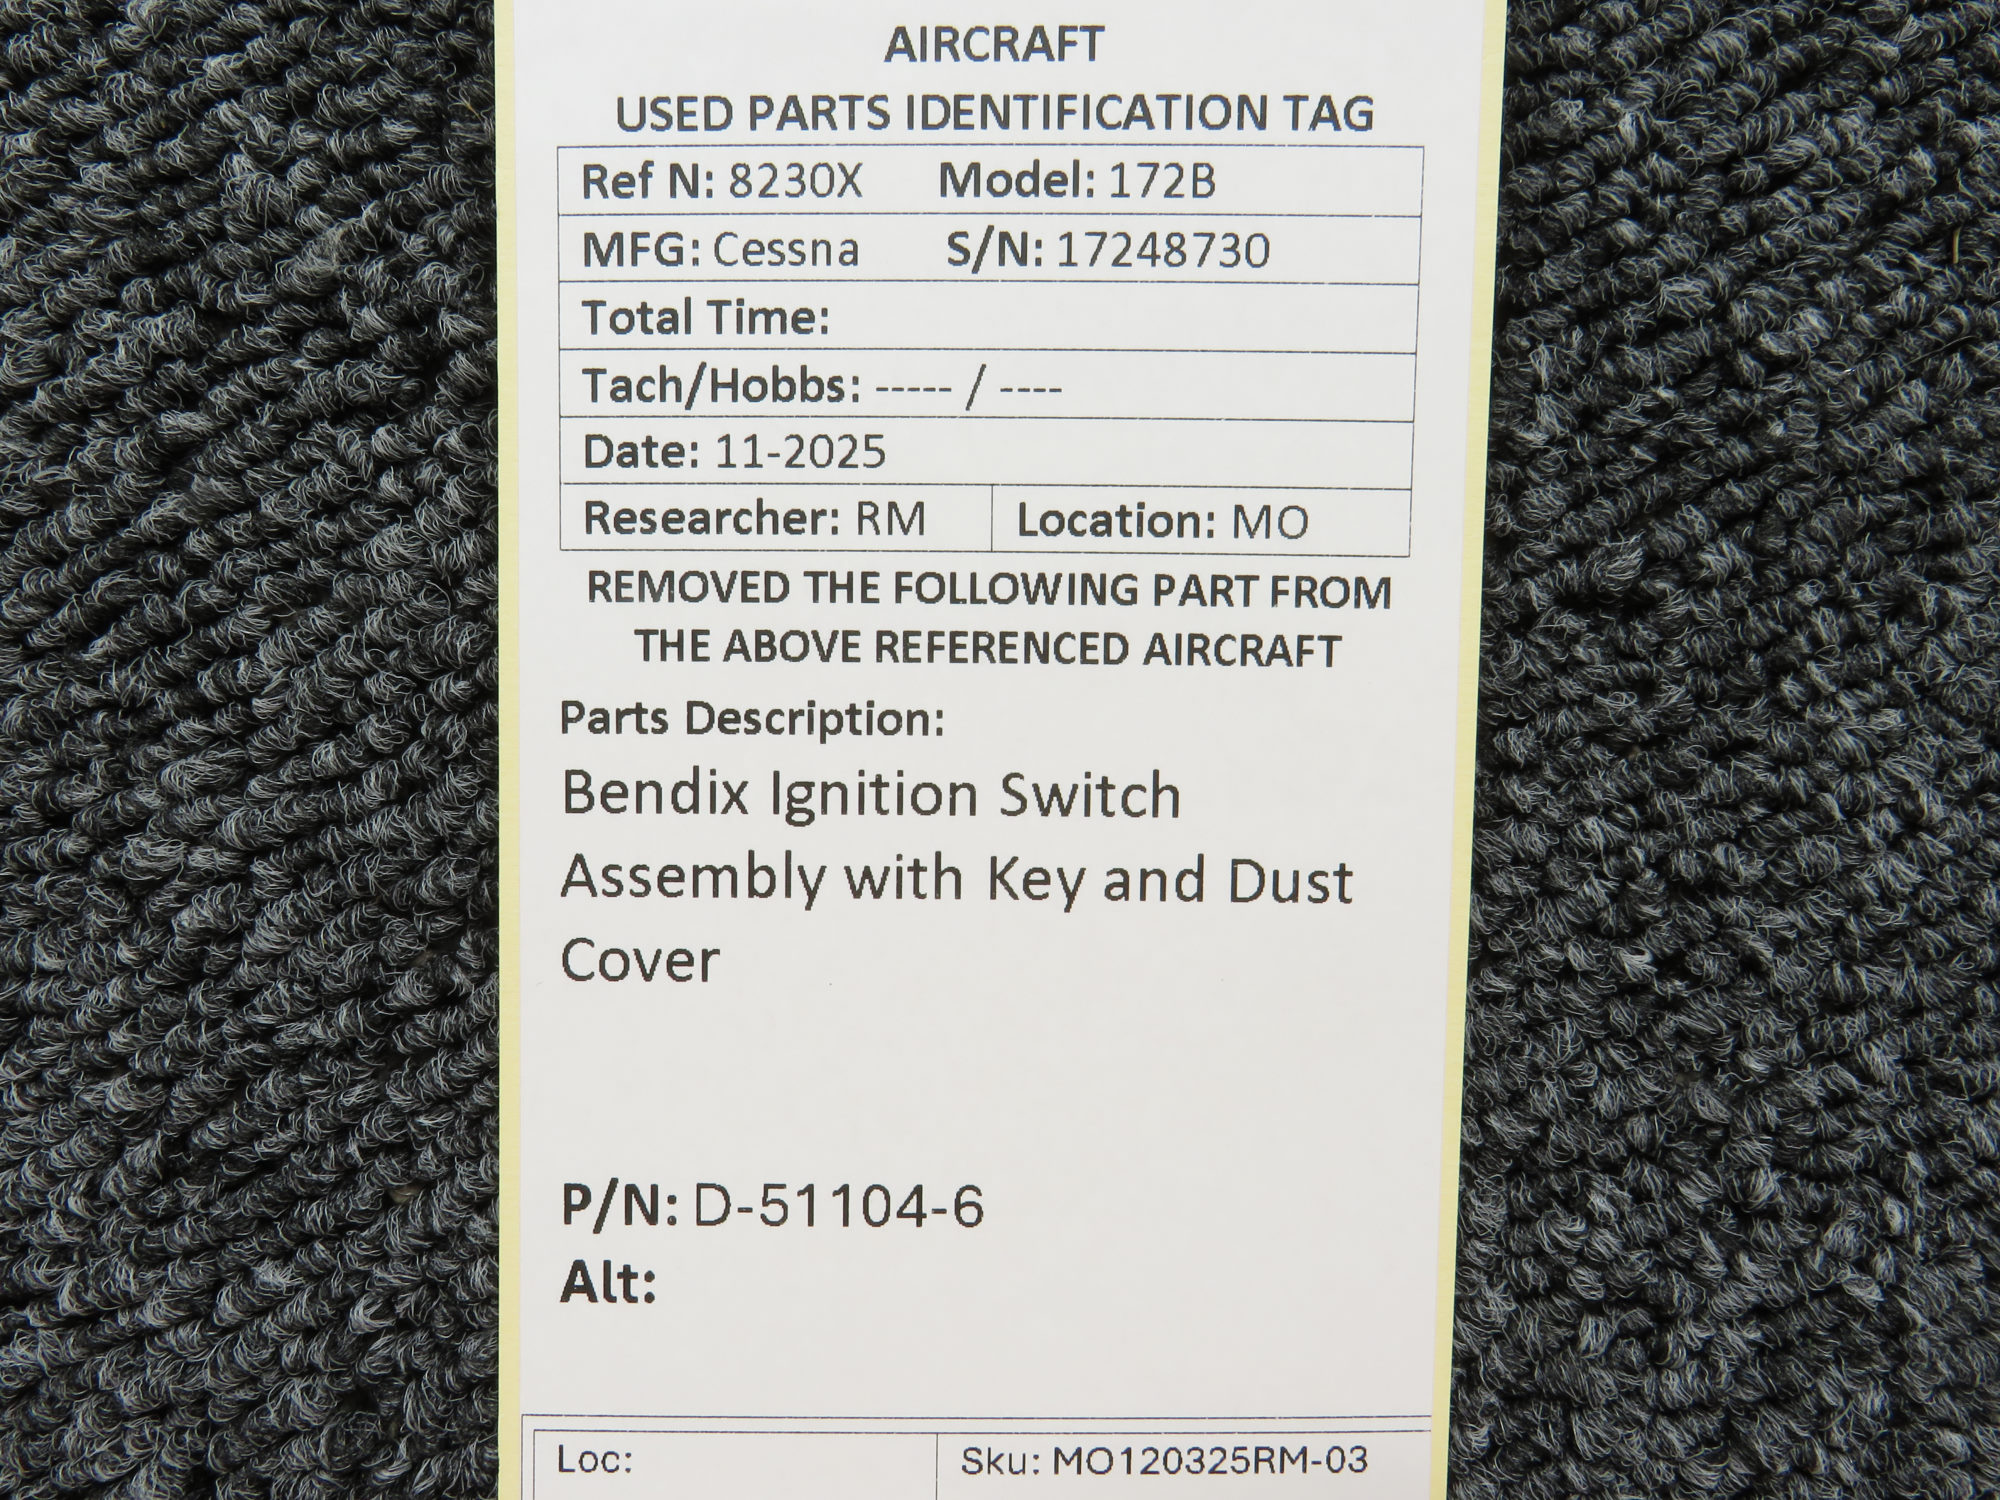 AIRCRAFT
USED PARTS IDENTIFICATION TAG
Ref N: 8230X Model: 172B
MFG: Cessna S/N: 17248730
Total Time:
Tach/Hobbs: ----- / ----
Date: 11-2025
Researcher: RM Location: MO
REMOVED THE FOLLOWING PART FROM
THE ABOVE REFERENCED AIRCRAFT
Parts Description:
Bendix Ignition Switch
Assembly with Key and Dust
Cover
P/N: D-51104-6
Alt:
Loc: Sku: MO120325RM-03